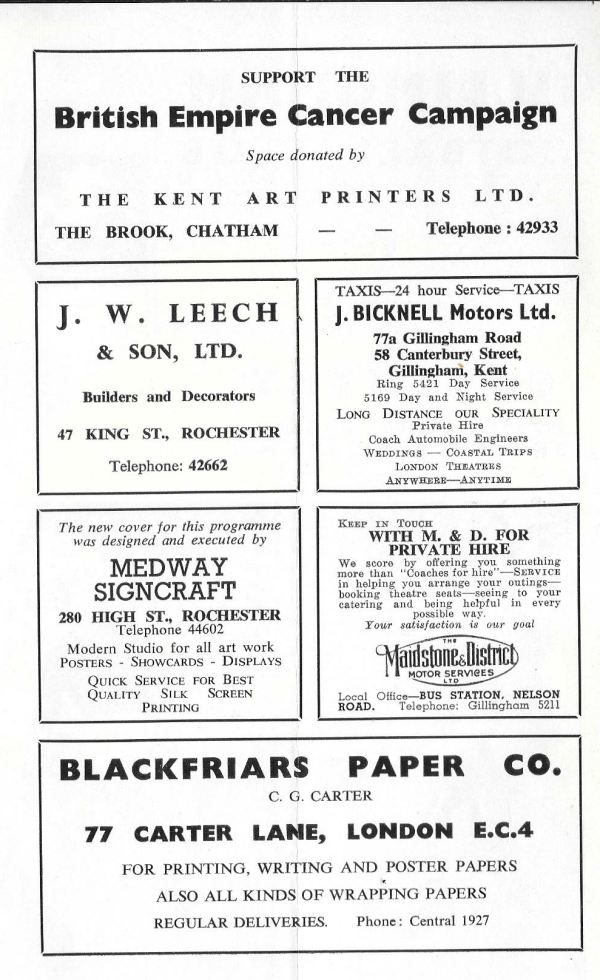 SUPPORT THE
British Empire Cancer Campaign
Space donated by
THE KENT ART PRINTERS LTD.
THE BROOK, CHATHAM — — Telephone : 42933
J. W. LEECH
& SON, LTD.
Builders and Decorators
47 KING ST., ROCHESTER
Telephone: 42662
TAXIS—24 hour Service—TAXIS
J. BICKNELL Motors Ltd.
77a Gillingham Road
58 Canterbury Street,
Gillingham, Kent
Ring 5421 Day Service
5169 Day and Night Service
LONG DISTANCE OUR SPECIALITY
Private Hire
Coach Automobile Engineers
WEDDINGS — COASTAL TRIPS
LONDON THEATRES
ANYWHERE—ANYTIME
The new cover for this programme
was designed and executed by
MEDWAY
SIGNCRAFT
280 HIGH ST., ROCHESTER
Telephone 44602
Modern Studio for all art work
POSTERS - SHOWCARDS - DISPLAYS
QUICK SERVICE FOR BEST
QUALITY SILK SCREEN
PRINTING
KEEP IN TOUCH
WITH M. & D. FOR
PRIVATE HIRE
We score by offering you something
more than "Coaches for hire"—SERVICE
in helping you arrange your outings—
booking theatre seats—seeing to your
catering and being helpful in every
possible way.
Your satisfaction is our goal
THE
Maidstone & District
MOTOR SERVICES
LTD
Local Office—BUS STATION, NELSON
ROAD. Telephone: Gillingham 5211
BLACKFRIARS PAPER CO.
C. G. CARTER
77 CARTER LANE, LONDON E.C.4
FOR PRINTING, WRITING AND POSTER PAPERS
ALSO ALL KINDS OF WRAPPING PAPERS
REGULAR DELIVERIES. Phone: Central 1927